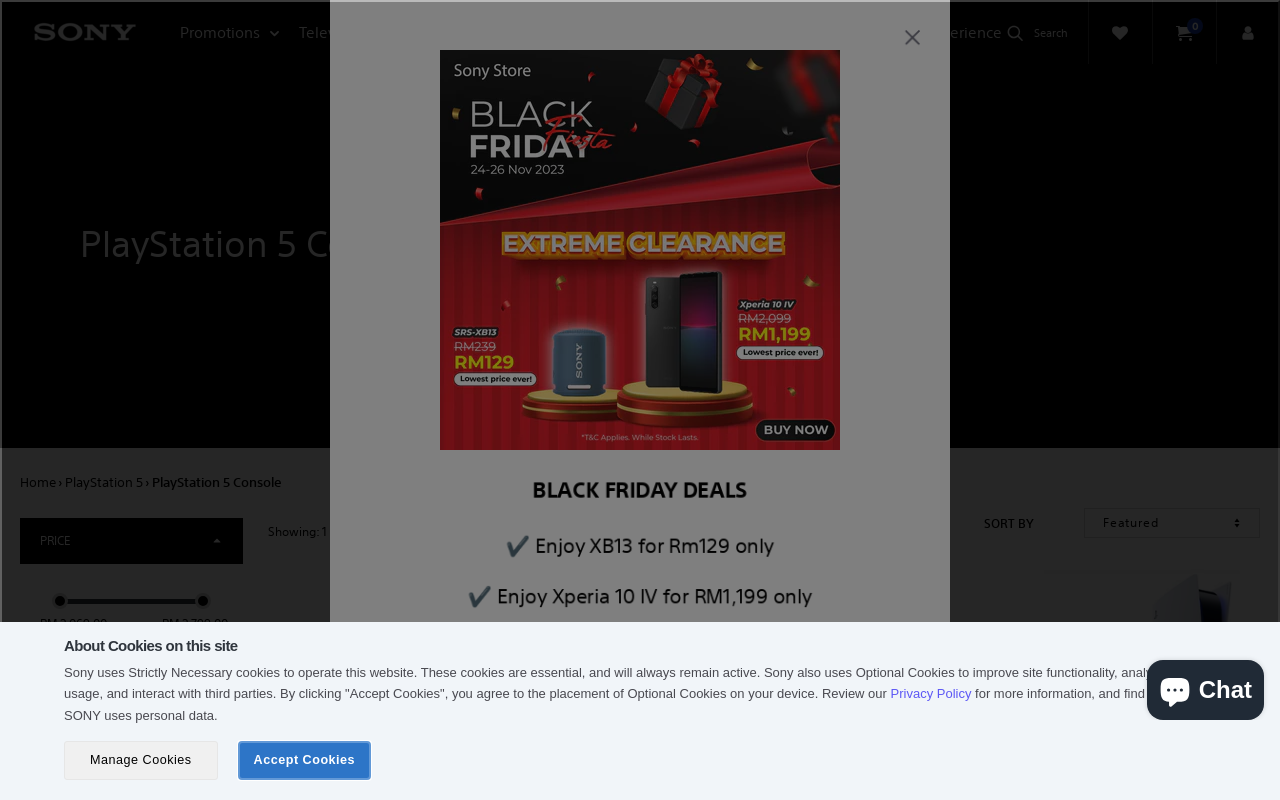 SONY
Promotions
Search
0
PlayStation 5
Sony Store
BLACK
FRIDAY
Fiesta
24-26 Nov 2023
EXTREME CLEARANCE
Xperia 10 IV
RM2,099
RM1,199
Lowest price ever!
SRS-XB13
RM239
RM129
Lowest price ever!
SONY
BUY NOW
*T&C Applies. While Stock Lasts.
BLACK FRIDAY DEALS
✔ Enjoy XB13 for Rm129 only
✔ Enjoy Xperia 10 IV for RM1,199 only
Home › PlayStation 5 › PlayStation 5 Console
PRICE
Showing: 1
SORT BY
Featured
About Cookies on this site
Sony uses Strictly Necessary cookies to operate this website. These cookies are essential, and will always remain active. Sony also uses Optional Cookies to improve site functionality,
usage, and interact with third parties. By clicking "Accept Cookies", you agree to the placement of Optional Cookies on your device. Review our Privacy Policy for more information, and find
SONY uses personal data.
Manage Cookies
Accept Cookies
Chat